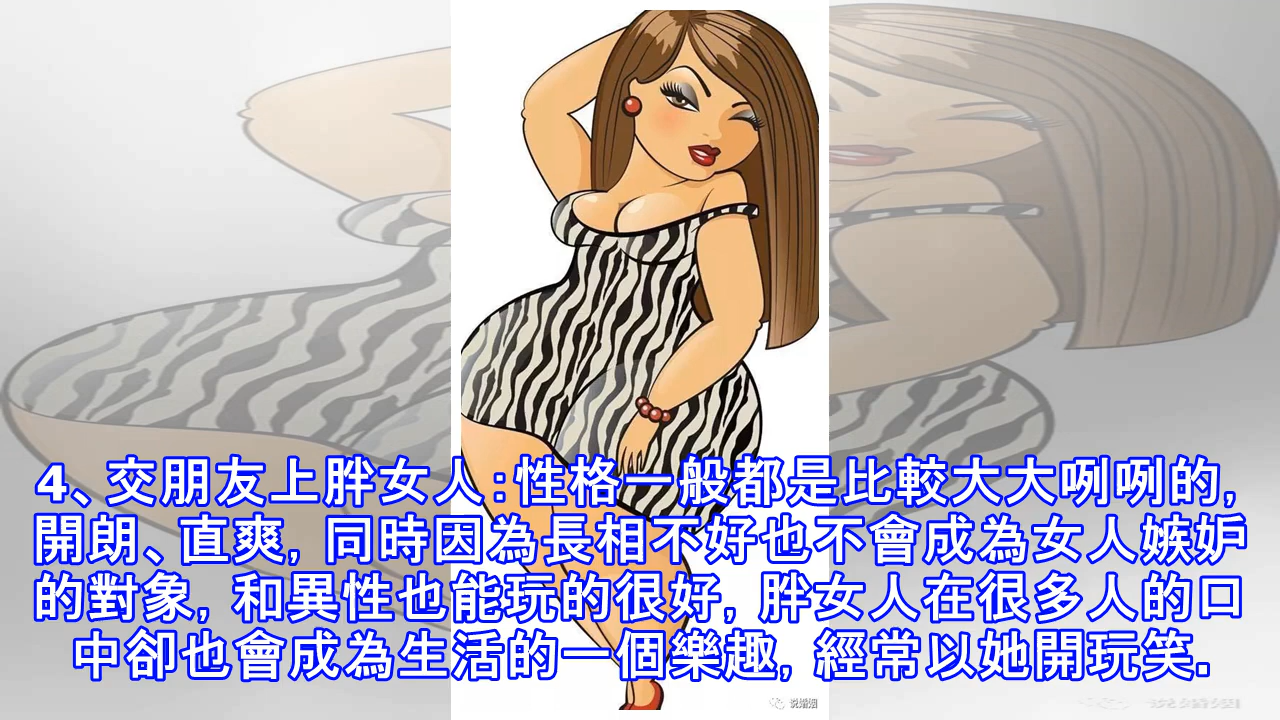 4、交朋友上胖女人:性格一般都是比較大大咧咧的,
開朗、直爽, 同時因為長相不好也不會成為女人嫉妒
的對象, 和異性也能玩的很好, 胖女人在很多人的口
中卻也會成為生活的一個樂趣, 經常以她開玩笑.
说婚姻